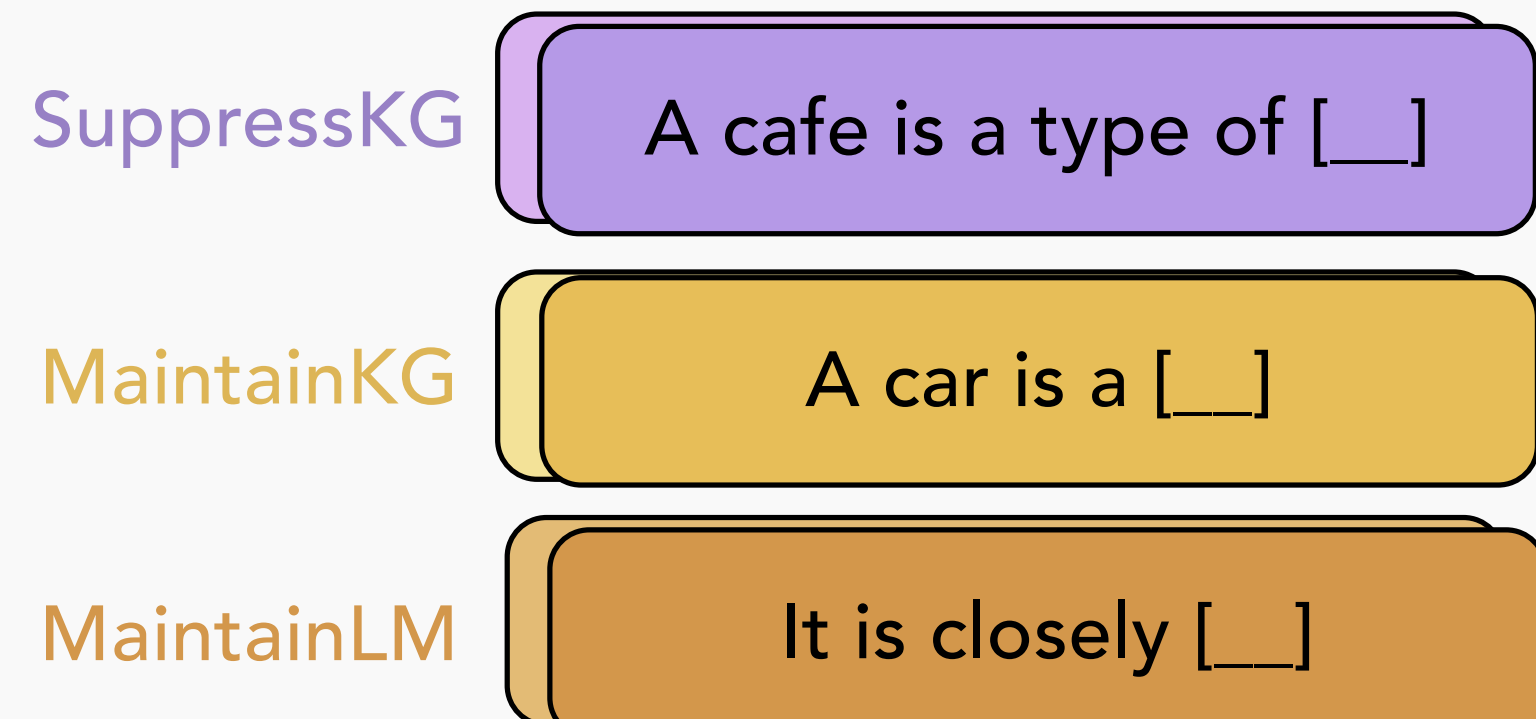 SuppressKG
A cafe is a type of [__]
MaintainKG
A car is a [__]
MaintainLM
It is closely [__]